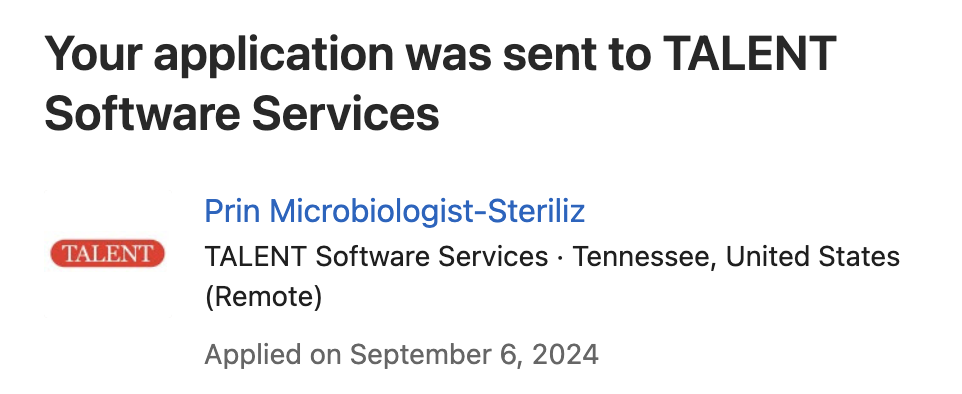 Your application was sent to TALENT
Software Services
Prin Microbiologist-Steriliz
TALENT
TALENT Software Services · Tennessee, United States
(Remote)
Applied on September 6, 2024